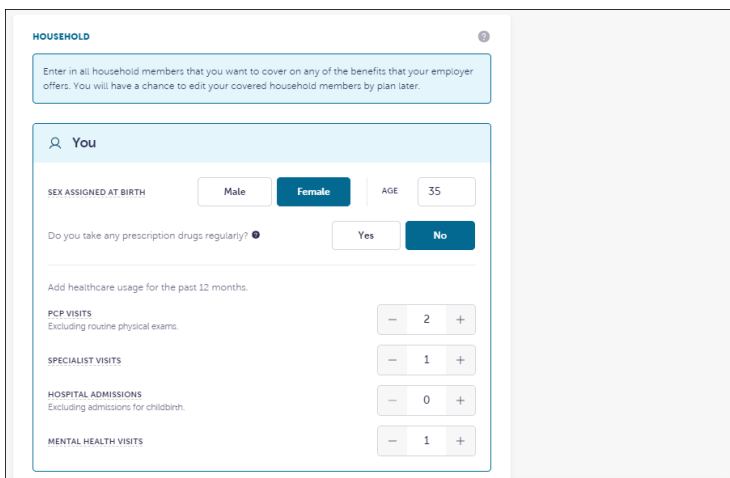 HOUSEHOLD
Enter in all household members that you want to cover on any of the benefits that your employer
offers. You will have a chance to edit your covered household members by plan later.
You
SEX ASSIGNED AT BIRTH Male Female AGE 35
Do you take any prescription drugs regularly? Yes No
Add healthcare usage for the past 12 months.
PCP VISITS
Excluding routine physical exams.
− 2 +
SPECIALIST VISITS − 1 +
HOSPITAL ADMISSIONS
Excluding admissions for childbirth.
− 0 +
MENTAL HEALTH VISITS − 1 +